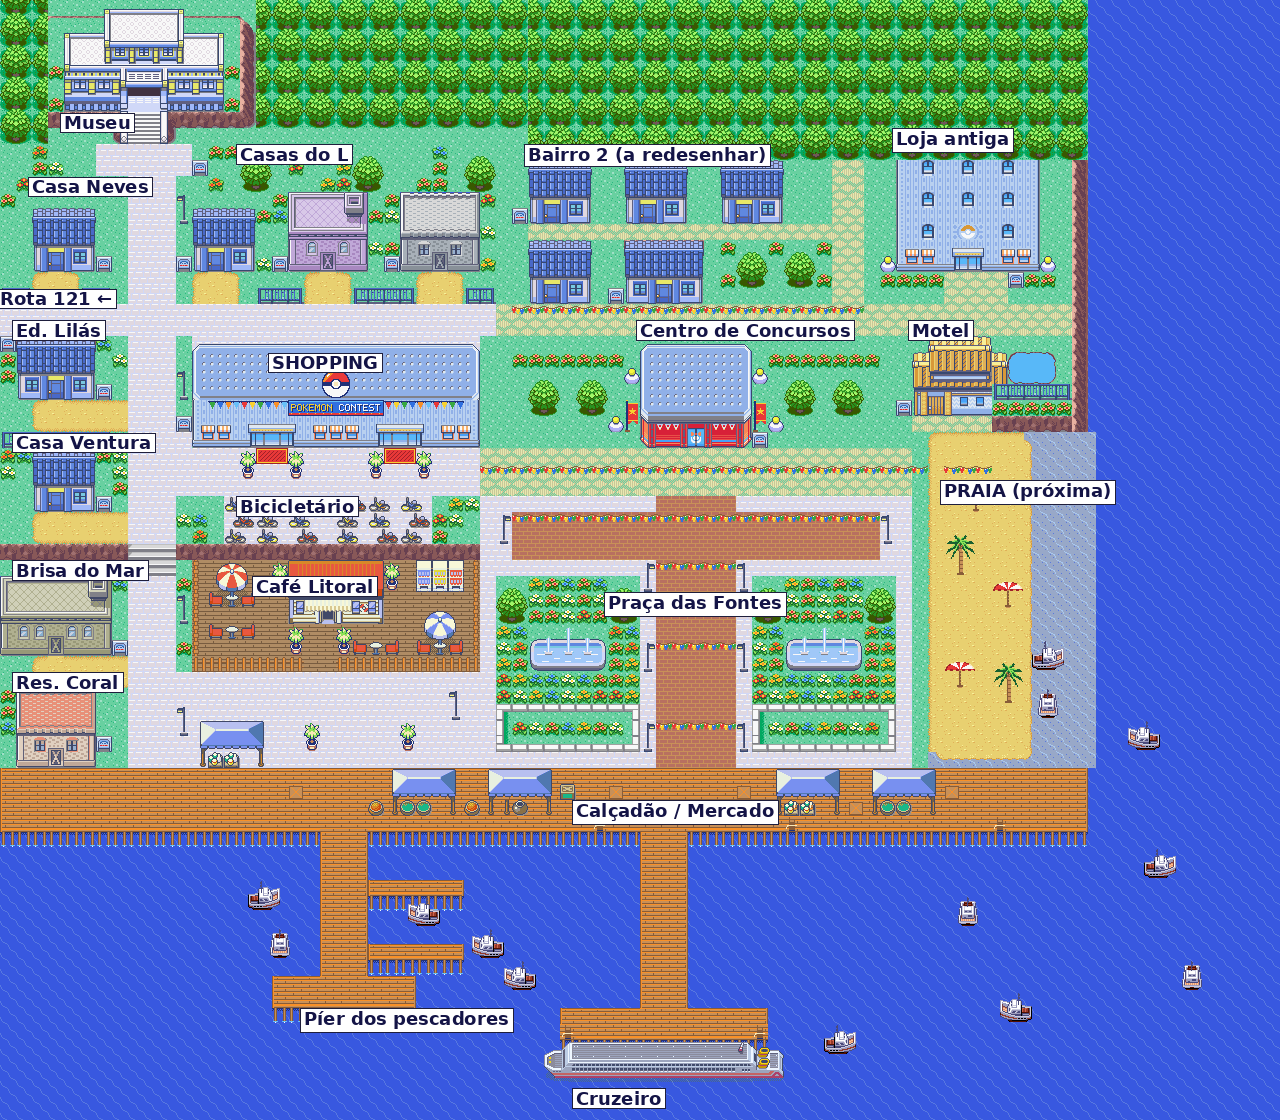 Museu
Loja antiga
Casas do L
Bairro 2 (a redesenhar)
Casa Neves
Rota 121 ←
Ed. Lilás
Centro de Concursos
Motel
SHOPPING
POKEMON CONTEST
Casa Ventura
PRAIA (próxima)
Bicicletário
Brisa do Mar
Café Litoral
Praça das Fontes
Res. Coral
Calçadão / Mercado
Píer dos pescadores
Cruzeiro